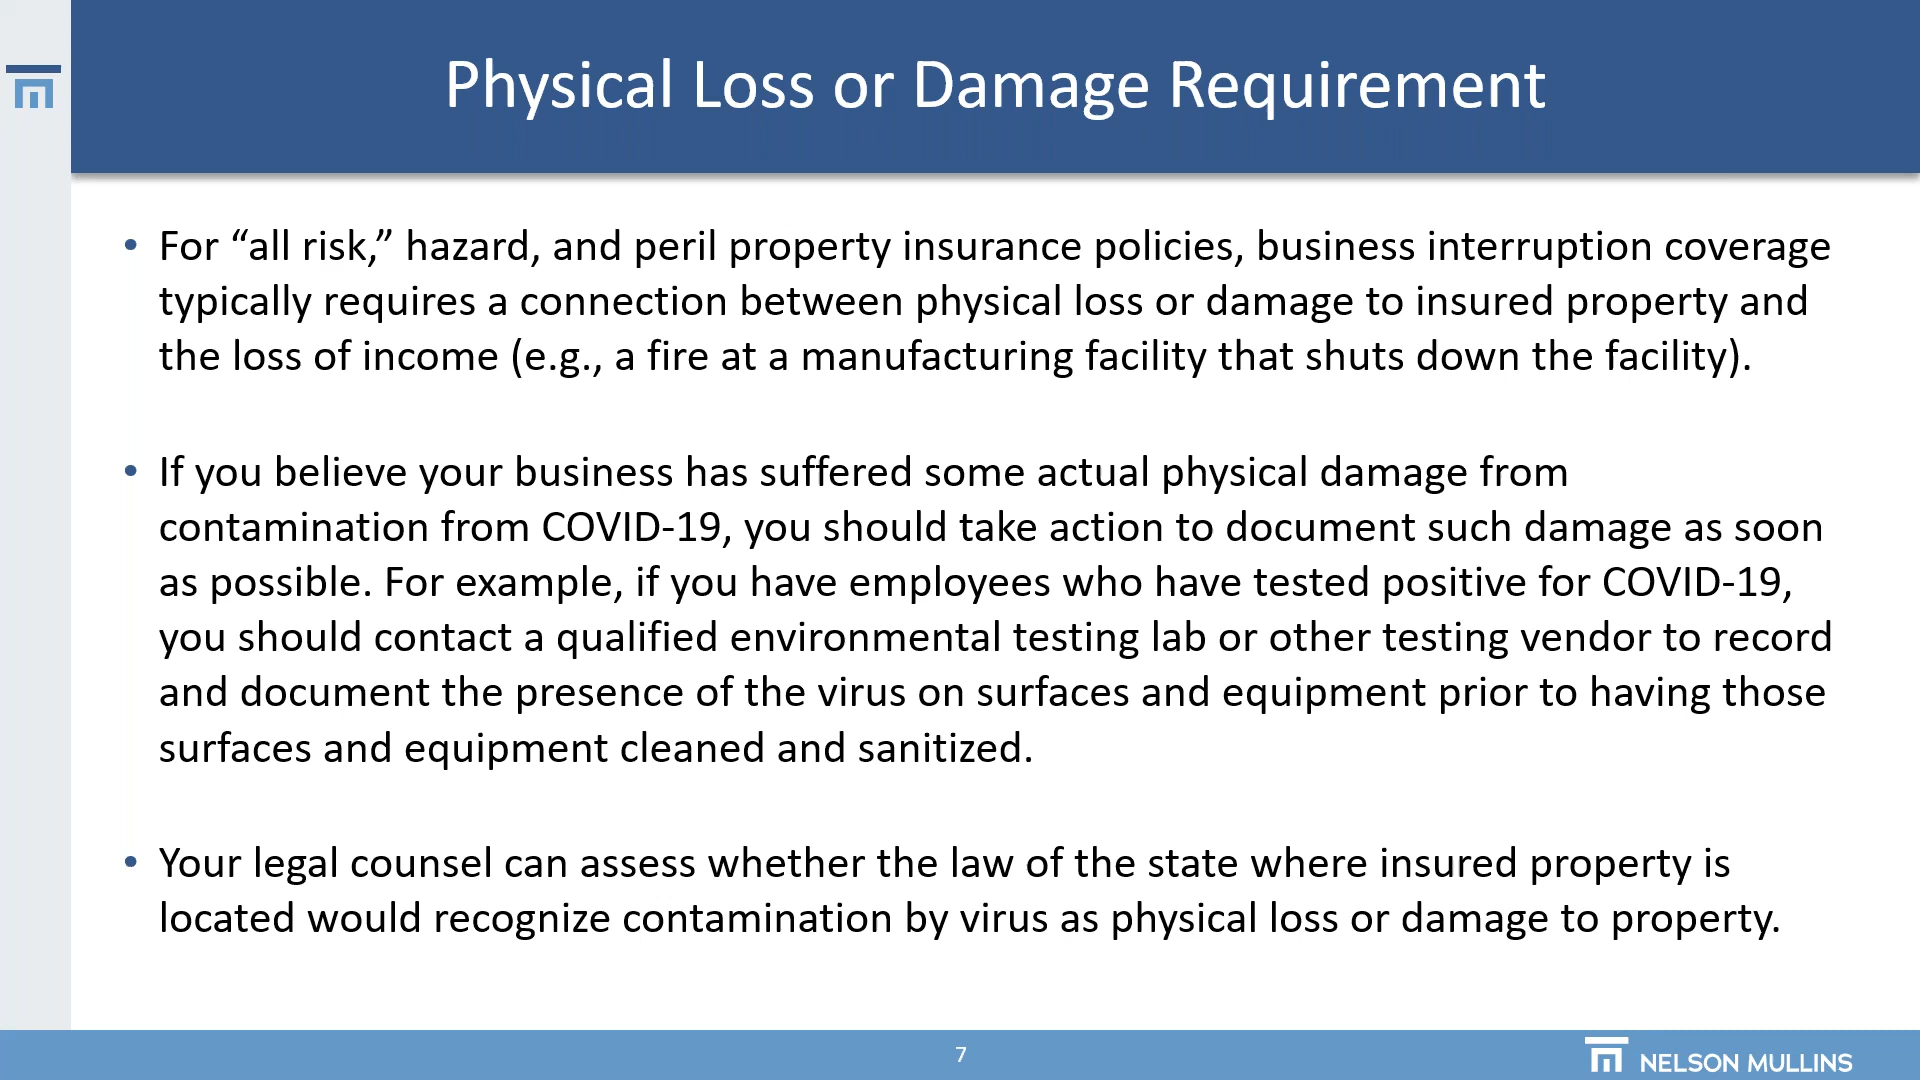 Physical Loss or Damage Requirement
• For “all risk,” hazard, and peril property insurance policies, business interruption coverage
typically requires a connection between physical loss or damage to insured property and
the loss of income (e.g., a fire at a manufacturing facility that shuts down the facility).
• If you believe your business has suffered some actual physical damage from
contamination from COVID-19, you should take action to document such damage as soon
as possible. For example, if you have employees who have tested positive for COVID-19,
you should contact a qualified environmental testing lab or other testing vendor to record
and document the presence of the virus on surfaces and equipment prior to having those
surfaces and equipment cleaned and sanitized.
• Your legal counsel can assess whether the law of the state where insured property is
located would recognize contamination by virus as physical loss or damage to property.
7
NELSON MULLINS